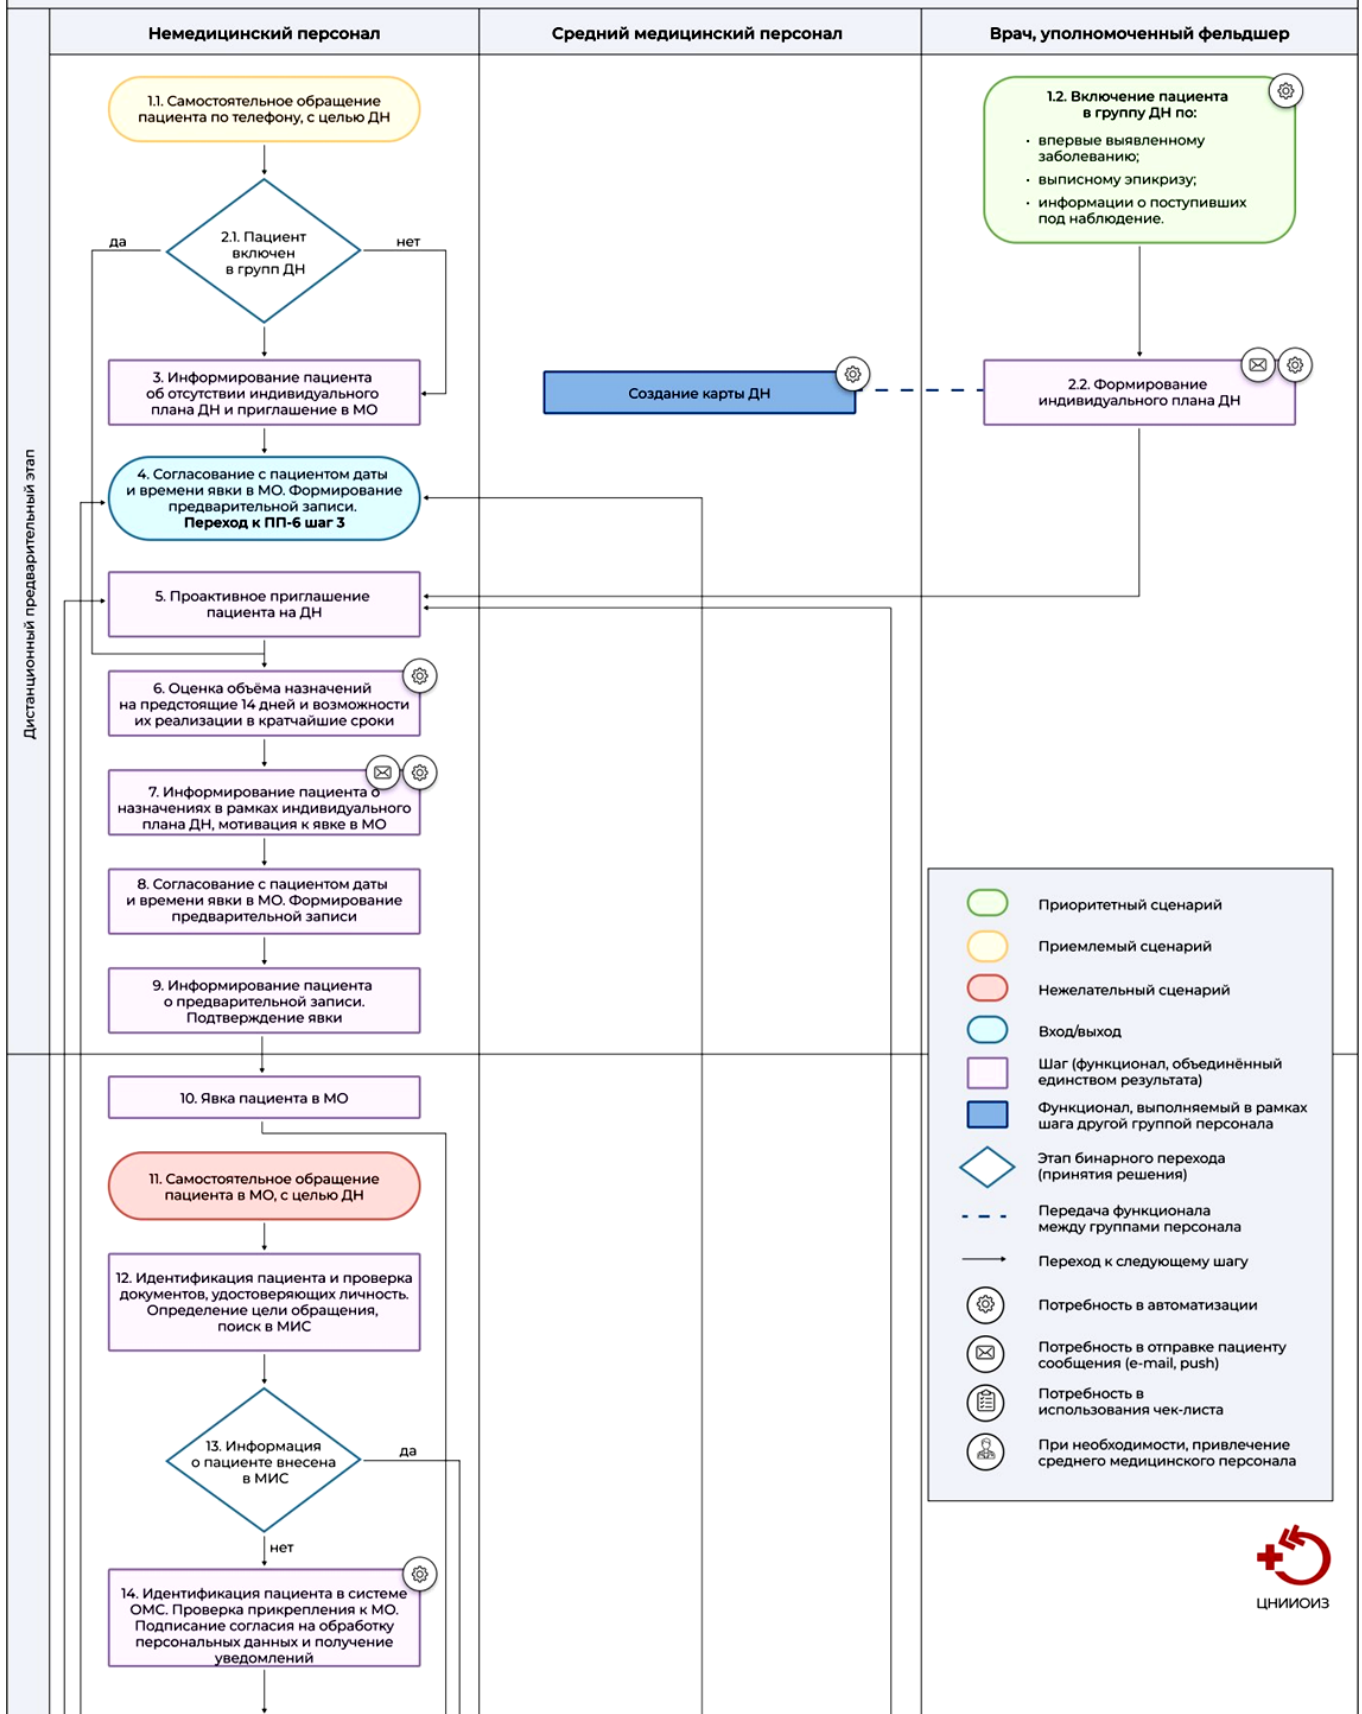 Немедицинский персонал
Средний медицинский персонал
Врач, уполномоченный фельдшер
Дистанционный предварительный этап
1.1. Самостоятельное обращение
пациента по телефону, с целью ДН
1.2. Включение пациента
в группу ДН по:
· впервые выявленному
заболеванию;
· выписному эпикризу;
· информации о поступивших
под наблюдение.
2.1. Пациент
включен
в групп ДН
да
нет
3. Информирование пациента
об отсутствии индивидуального
плана ДН и приглашение в МО
Создание карты ДН
2.2. Формирование
индивидуального плана ДН
4. Согласование с пациентом даты
и времени явки в МО. Формирование
предварительной записи.
Переход к ПП-6 шаг 3
5. Проактивное приглашение
пациента на ДН
6. Оценка объёма назначений
на предстоящие 14 дней и возможности
их реализации в кратчайшие сроки
7. Информирование пациента о
назначениях в рамках индивидуального
плана ДН, мотивация к явке в МО
8. Согласование с пациентом даты
и времени явки в МО. Формирование
предварительной записи
9. Информирование пациента
о предварительной записи.
Подтверждение явки
10. Явка пациента в МО
11. Самостоятельное обращение
пациента в МО, с целью ДН
12. Идентификация пациента и проверка
документов, удостоверяющих личность.
Определение цели обращения,
поиск в МИС
13. Информация
о пациенте внесена
в МИС
да
нет
14. Идентификация пациента в системе
ОМС. Проверка прикрепления к МО.
Подписание согласия на обработку
персональных данных и получение
уведомлений
Приоритетный сценарий
Приемлемый сценарий
Нежелательный сценарий
Вход/выход
Шаг (функционал, объединённый
единством результата)
Функционал, выполняемый в рамках
шага другой группой персонала
Этап бинарного перехода
(принятия решения)
Передача функционала
между группами персонала
Переход к следующему шагу
Потребность в автоматизации
Потребность в отправке пациенту
сообщения (e-mail, push)
Потребность в
использования чек-листа
При необходимости, привлечение
среднего медицинского персонала
ЦНИИОИЗ